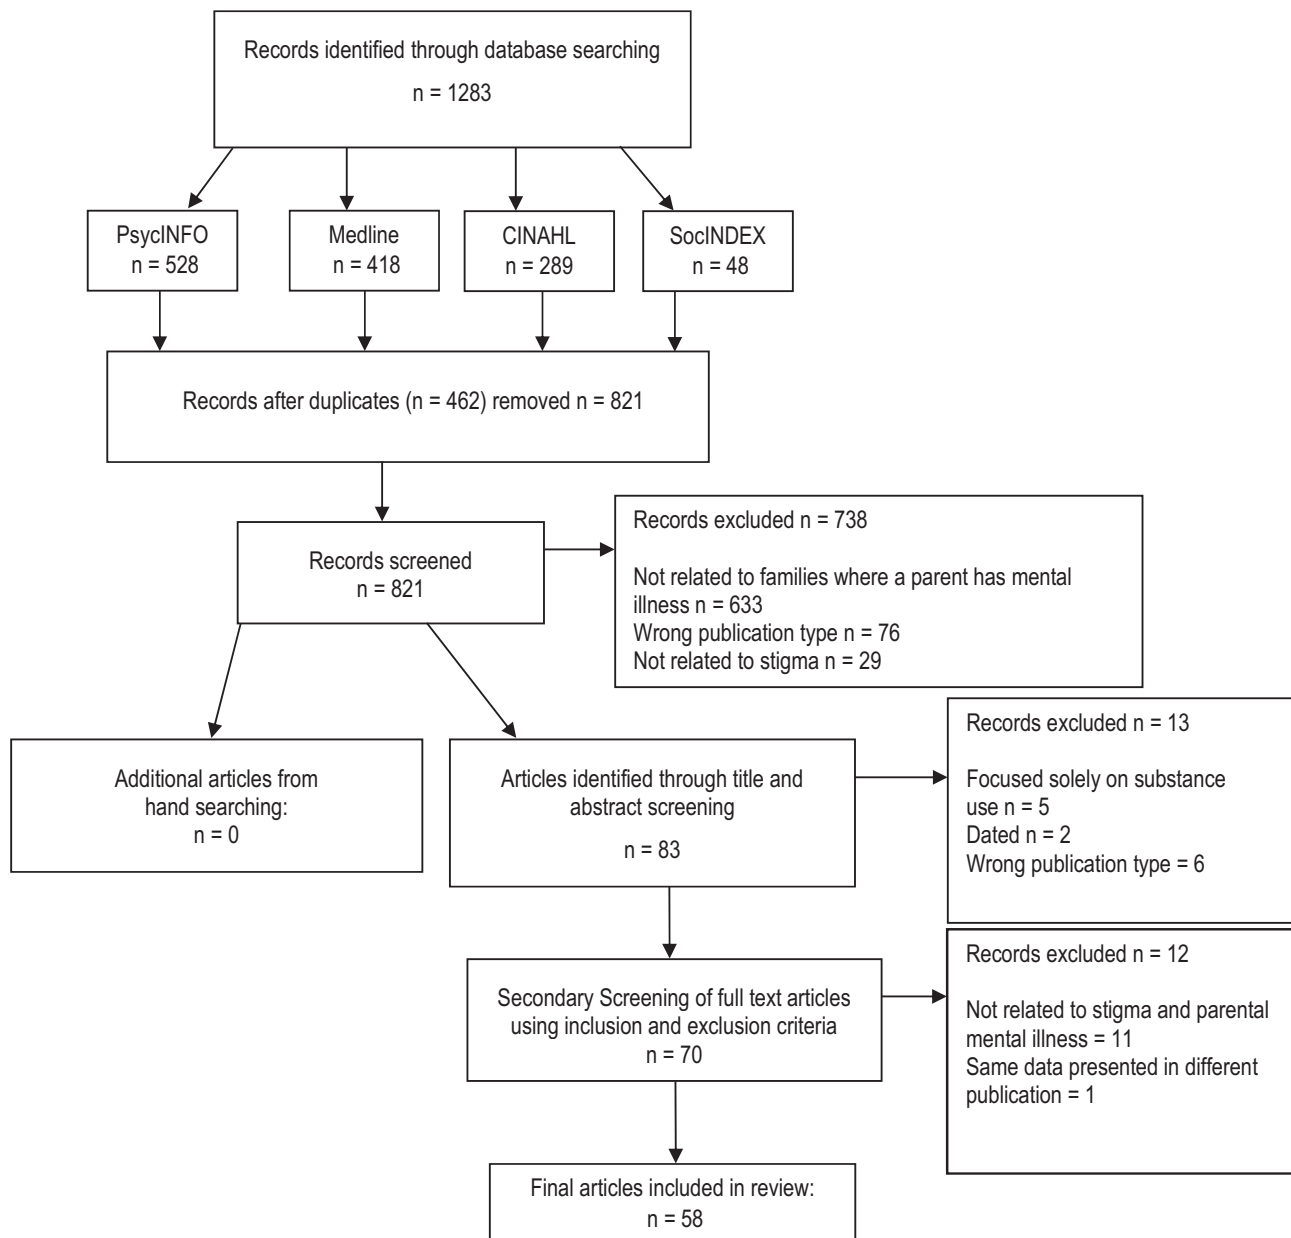 Records identified through database searching
n = 1283
PsycINFO
n = 528
Medline
n = 418
CINAHL
n = 289
SocINDEX
n = 48
Records after duplicates (n = 462) removed n = 821
Records screened
n = 821
Records excluded n = 738
Not related to families where a parent has mental
illness n = 633
Wrong publication type n = 76
Not related to stigma n = 29
Additional articles from
hand searching:
n = 0
Articles identified through title and
abstract screening
n = 83
Records excluded n = 13
Focused solely on substance
use n = 5
Dated n = 2
Wrong publication type = 6
Secondary Screening of full text articles
using inclusion and exclusion criteria
n = 70
Records excluded n = 12
Not related to stigma and parental
mental illness = 11
Same data presented in different
publication = 1
Final articles included in review:
n = 58